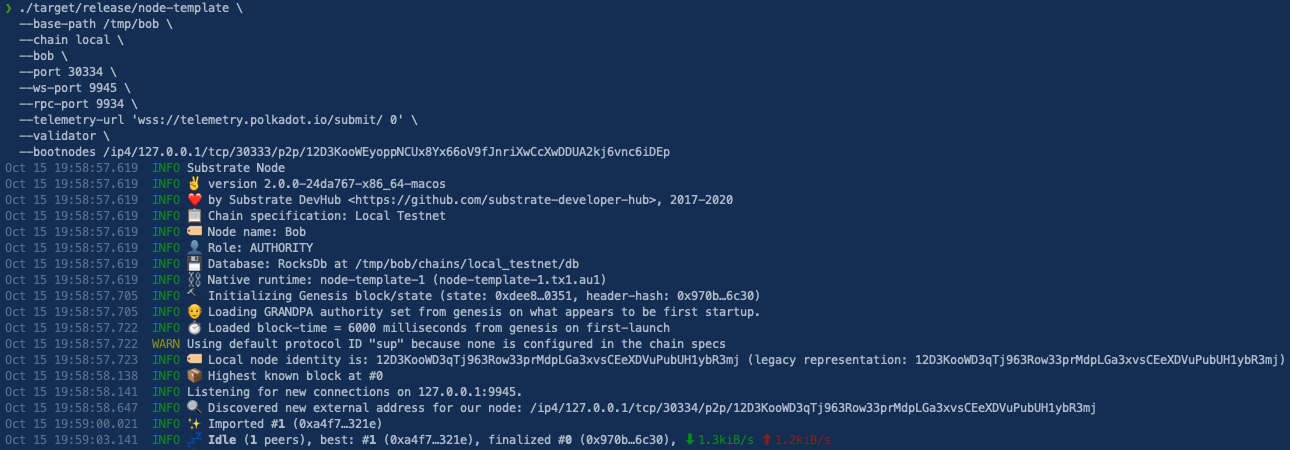 ❯ ./target/release/node-template \
--base-path /tmp/bob \
--chain local \
--bob \
--port 30334 \
--ws-port 9945 \
--rpc-port 9934 \
--telemetry-url 'wss://telemetry.polkadot.io/submit/ 0' \
--validator \
--bootnodes /ip4/127.0.0.1/tcp/30333/p2p/12D3KooWEyoppNCUx8Yx66oV9fJnriXwCcXwDDUA2kj6vnc6iDEp
Oct 15 19:58:57.619 INFO Substrate Node
Oct 15 19:58:57.619 INFO ✌️ version 2.0.0-24da767-x86_64-macos
Oct 15 19:58:57.619 INFO ❤️ by Substrate DevHub <https://github.com/substrate-developer-hub>, 2017-2020
Oct 15 19:58:57.619 INFO 📋 Chain specification: Local Testnet
Oct 15 19:58:57.619 INFO 🏷 Node name: Bob
Oct 15 19:58:57.619 INFO 👤 Role: AUTHORITY
Oct 15 19:58:57.619 INFO 💾 Database: RocksDb at /tmp/bob/chains/local_testnet/db
Oct 15 19:58:57.619 INFO ⛓ Native runtime: node-template-1 (node-template-1.tx1.au1)
Oct 15 19:58:57.705 INFO 🔨 Initializing Genesis block/state (state: 0xdee8…0351, header-hash: 0x970b…6c30)
Oct 15 19:58:57.705 INFO 👴 Loading GRANDPA authority set from genesis on what appears to be first startup.
Oct 15 19:58:57.722 INFO ⏱ Loaded block-time = 6000 milliseconds from genesis on first-launch
Oct 15 19:58:57.722 WARN Using default protocol ID "sup" because none is configured in the chain specs
Oct 15 19:58:57.723 INFO 🏷 Local node identity is: 12D3KooWD3qTj963Row33prMdpLGa3xvsCEeXDVuPubUH1ybR3mj (legacy representation: 12D3KooWD3qTj963Row33prMdpLGa3xvsCEeXDVuPubUH1ybR3mj)
Oct 15 19:58:58.138 INFO 📦 Highest known block at #0
Oct 15 19:58:58.141 INFO Listening for new connections on 127.0.0.1:9945.
Oct 15 19:58:58.647 INFO 🔍 Discovered new external address for our node: /ip4/127.0.0.1/tcp/30334/p2p/12D3KooWD3qTj963Row33prMdpLGa3xvsCEeXDVuPubUH1ybR3mj
Oct 15 19:59:00.021 INFO ✨ Imported #1 (0xa4f7…321e)
Oct 15 19:59:03.141 INFO 💤 Idle (1 peers), best: #1 (0xa4f7…321e), finalized #0 (0x970b…6c30), ⬇ 1.3kiB/s ⬆ 1.2kiB/s